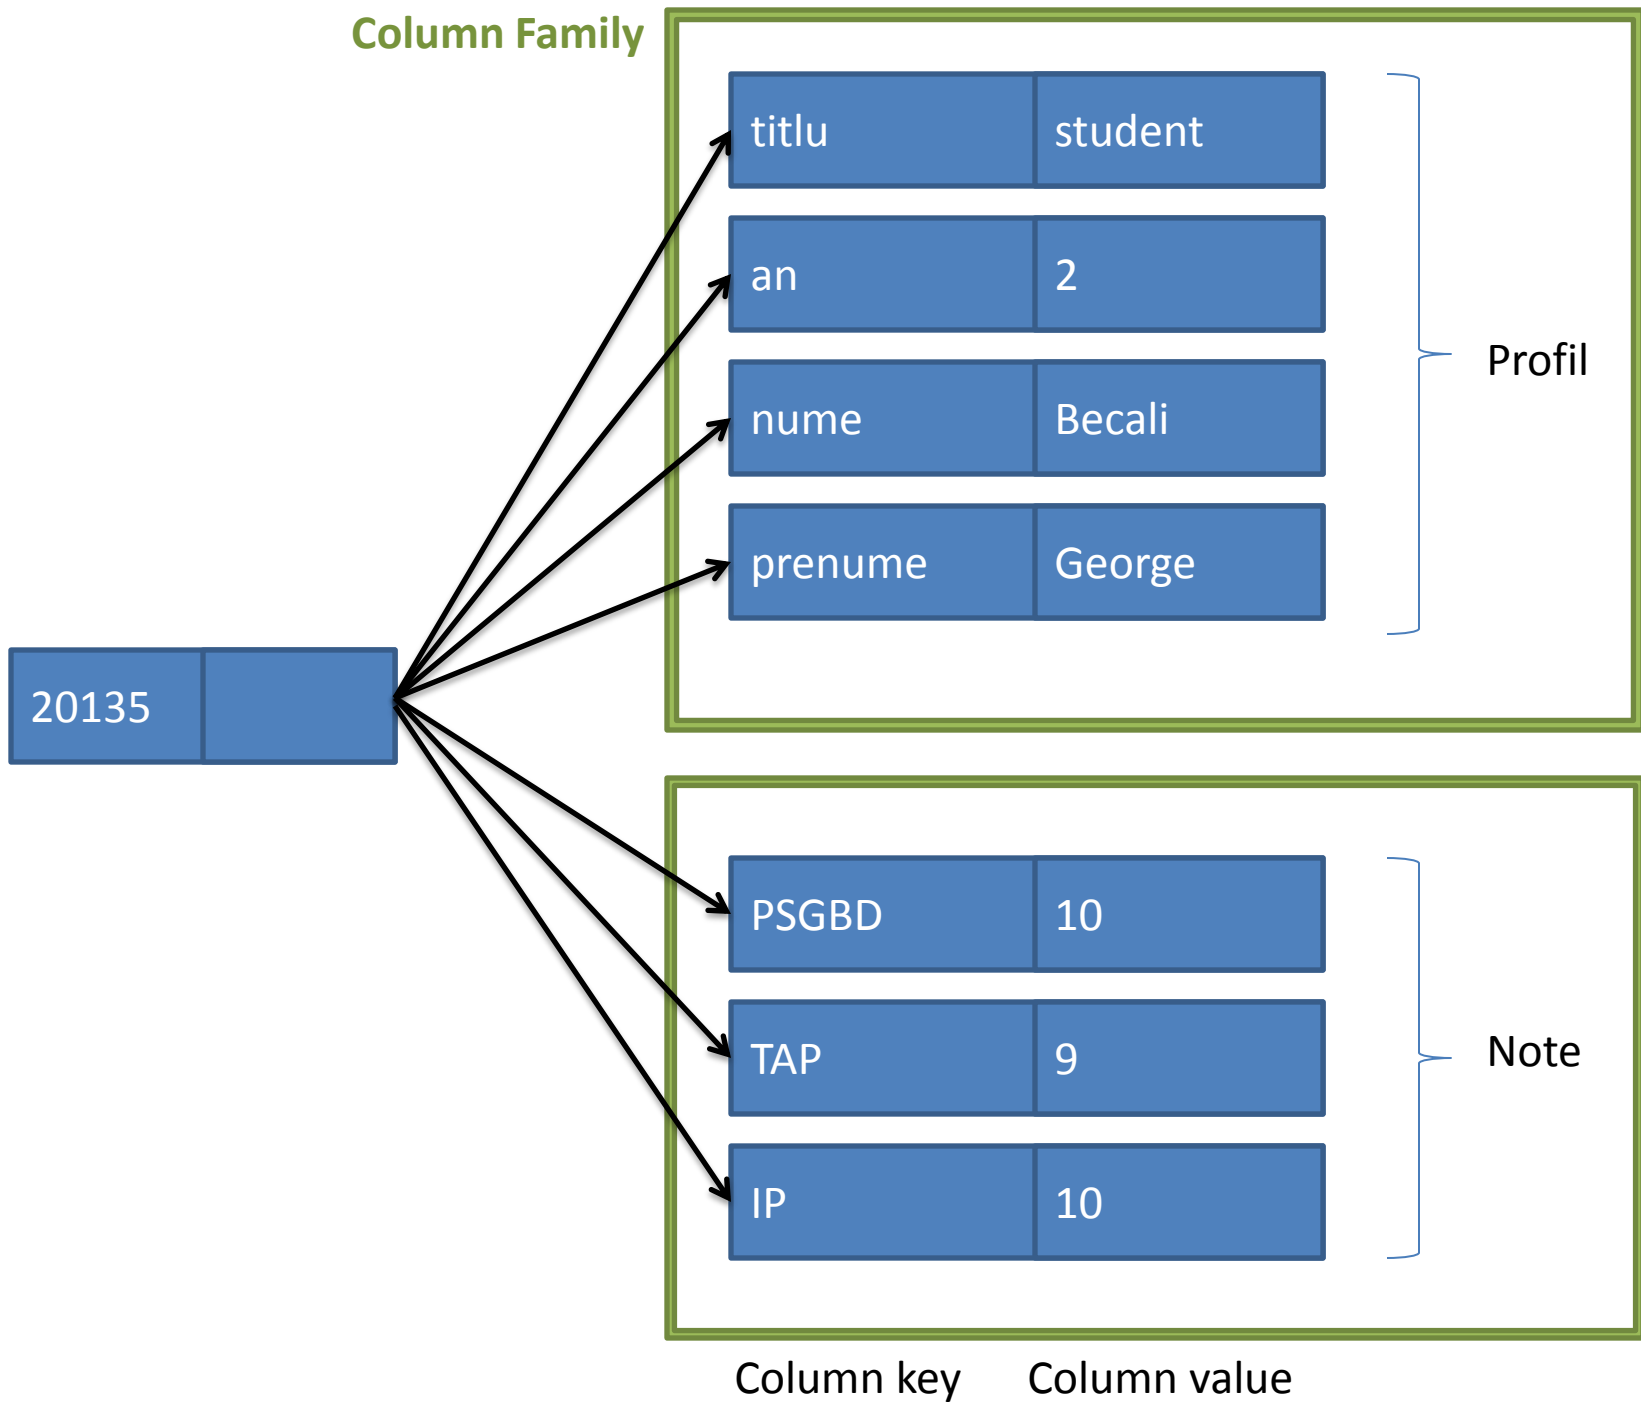 Column Family
titlu student
an 2
nume Becali
prenume George
Profil
20135
PSGBD 10
TAP 9
IP 10
Note
Column key Column value